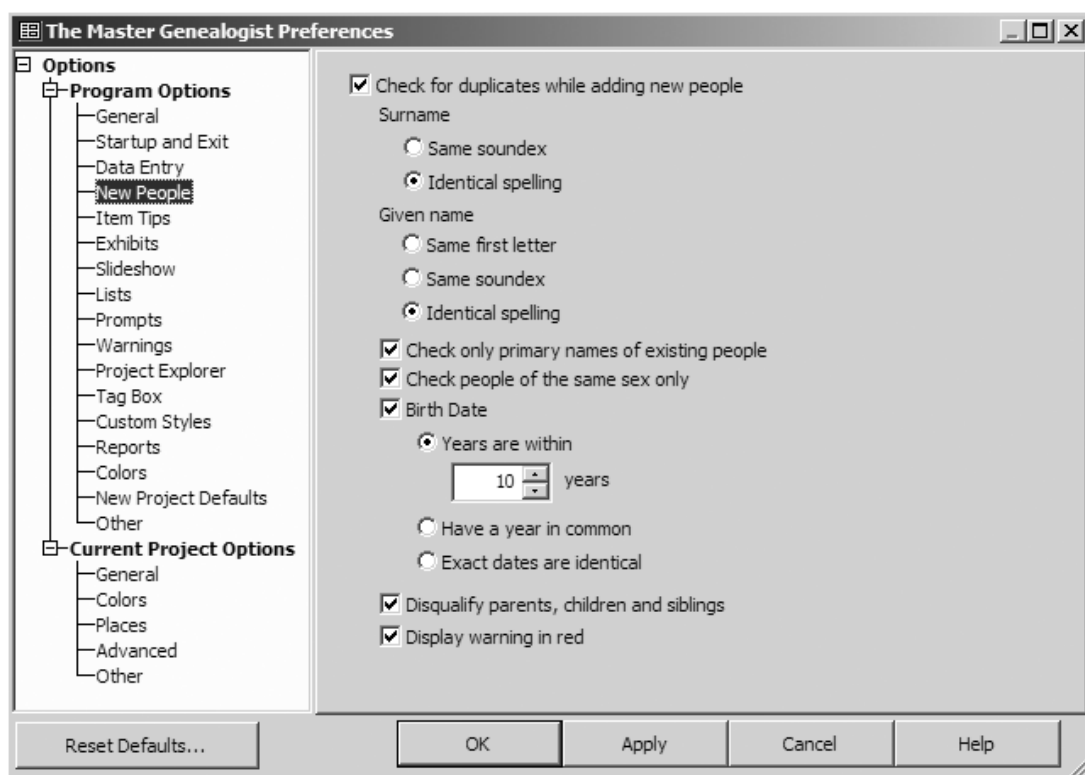 The Master Genealogist Preferences
Options
Program Options
General
Startup and Exit
Data Entry
New People
Item Tips
Exhibits
Slideshow
Lists
Prompts
Warnings
Project Explorer
Tag Box
Custom Styles
Reports
Colors
New Project Defaults
Other
Current Project Options
General
Colors
Places
Advanced
Other
Check for duplicates while adding new people
Surname
Same soundex
Identical spelling
Given name
Same first letter
Same soundex
Identical spelling
Check only primary names of existing people
Check people of the same sex only
Birth Date
Years are within
10 years
Have a year in common
Exact dates are identical
Disqualify parents, children and siblings
Display warning in red
Reset Defaults... OK Apply Cancel Help